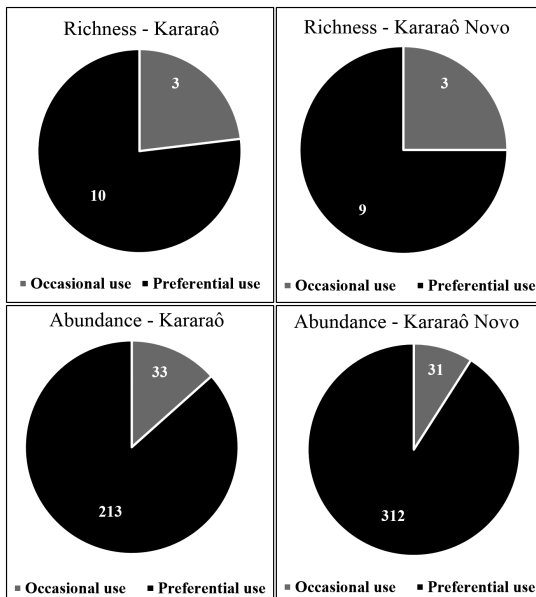 Richness - Kararaô
3
10
Occasional use Preferential use
Richness - Kararaô Novo
3
9
Occasional use Preferential use
Abundance - Kararaô
33
213
Occasional use Preferential use
Abundance - Kararaô Novo
31
312
Occasional use Preferential use